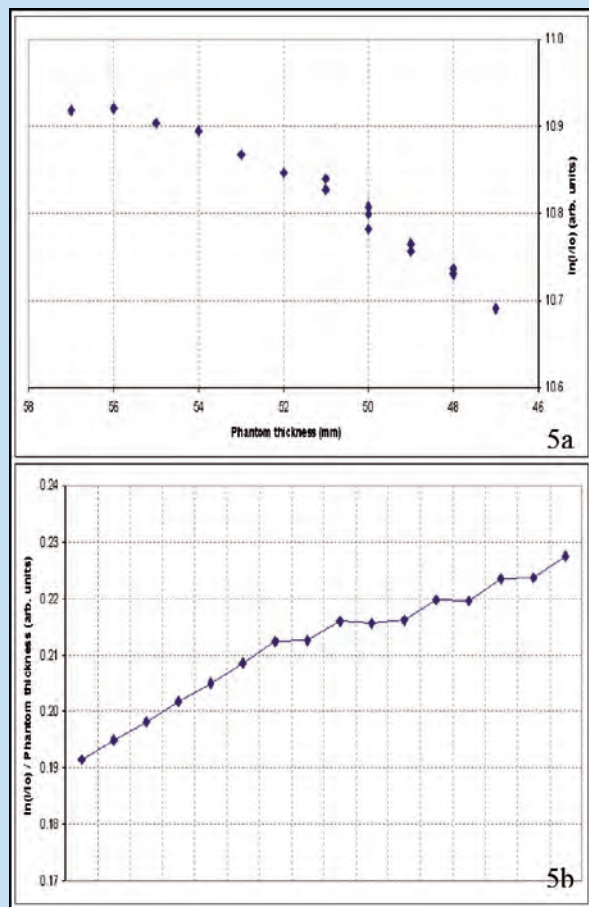 11.0
10.9
10.8
10.7
10.6
ln(I/Io) (arb. units)
58 56 54 52 50 48 46
Phantom thickness (mm)
5a
0.24
0.23
0.22
0.21
0.20
0.19
0.18
0.17
ln(I/Io) / Phantom thickness (arb. units)
5b